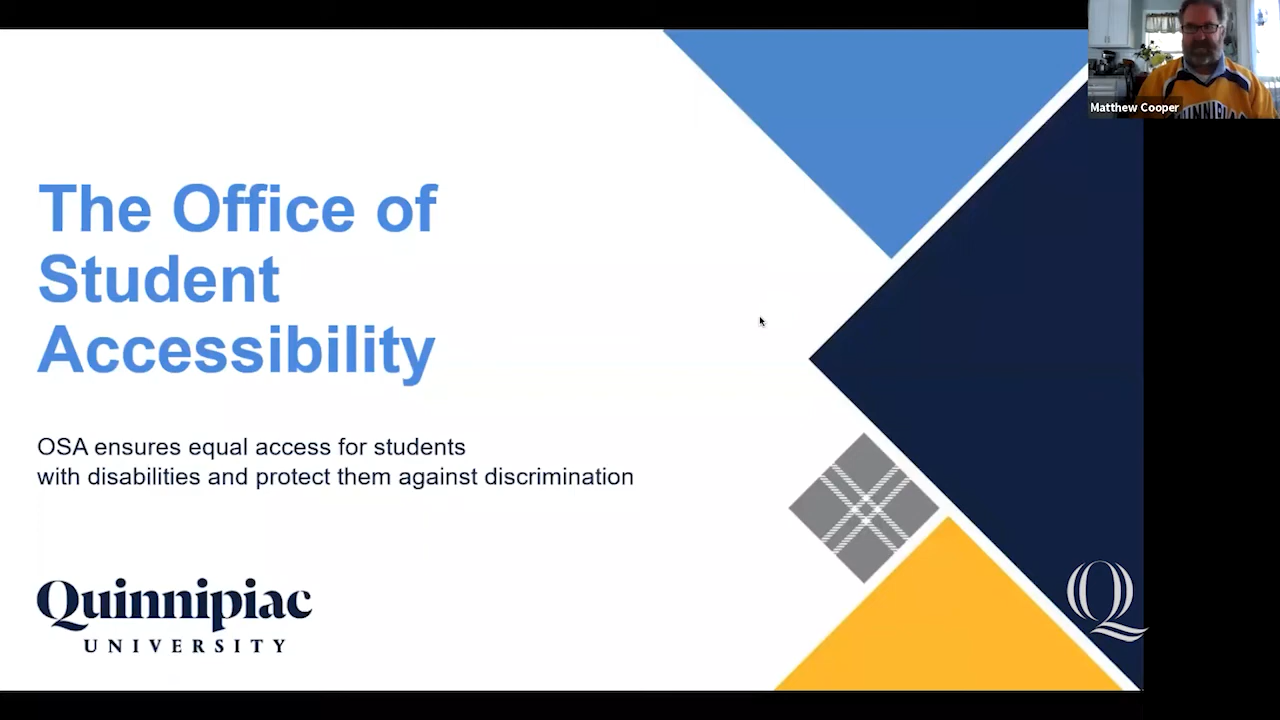 Matthew Cooper
The Office of
Student
Accessibility
OSA ensures equal access for students
with disabilities and protect them against discrimination
Quinnipiac
UNIVERSITY
Q